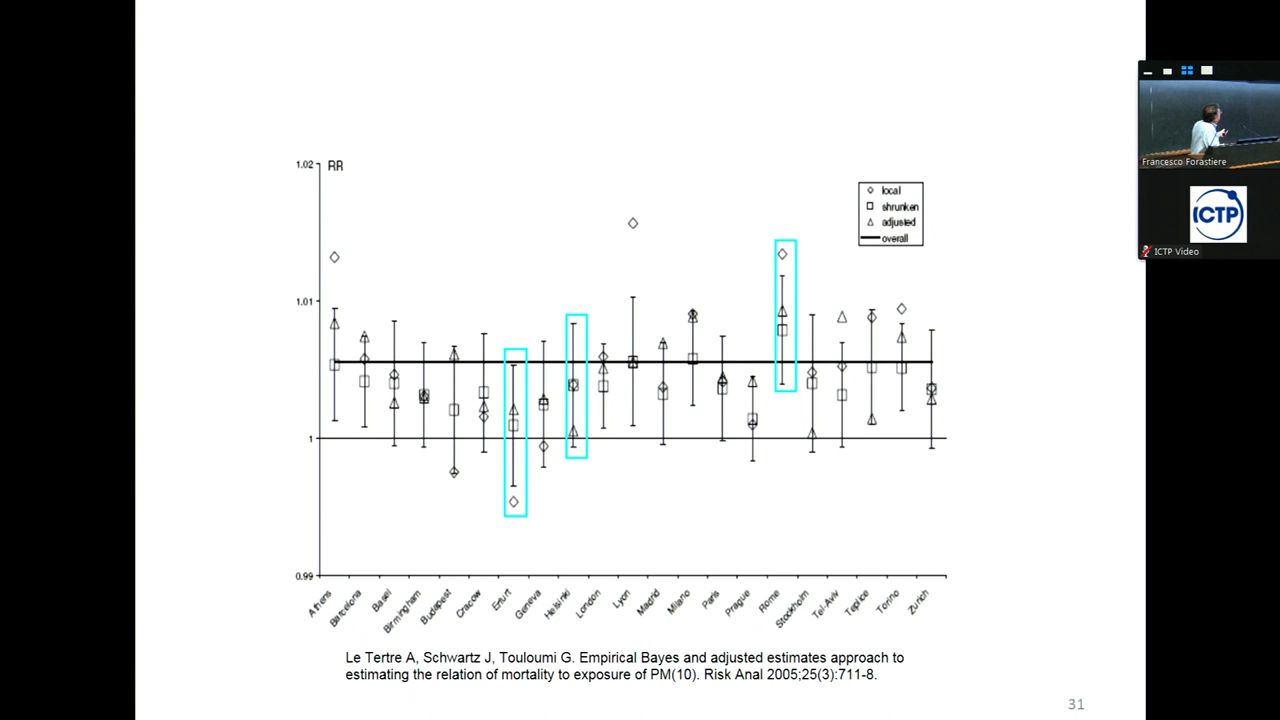 1.02
RR
local
shrunken
adjusted
overall
1.01
1
0.99
Athens
Barcelona
Basel
Birmingham
Budapest
Cracow
Erfurt
Geneva
Helsinki
London
Lyon
Madrid
Milano
Paris
Prague
Rome
Stockholm
Tel-Aviv
Teplice
Torino
Zurich
Le Tertre A, Schwartz J, Touloumi G. Empirical Bayes and adjusted estimates approach to
estimating the relation of mortality to exposure of PM(10). Risk Anal 2005;25(3):711-8.
31
Francesco Forastiere
ICTP
ICTP Video